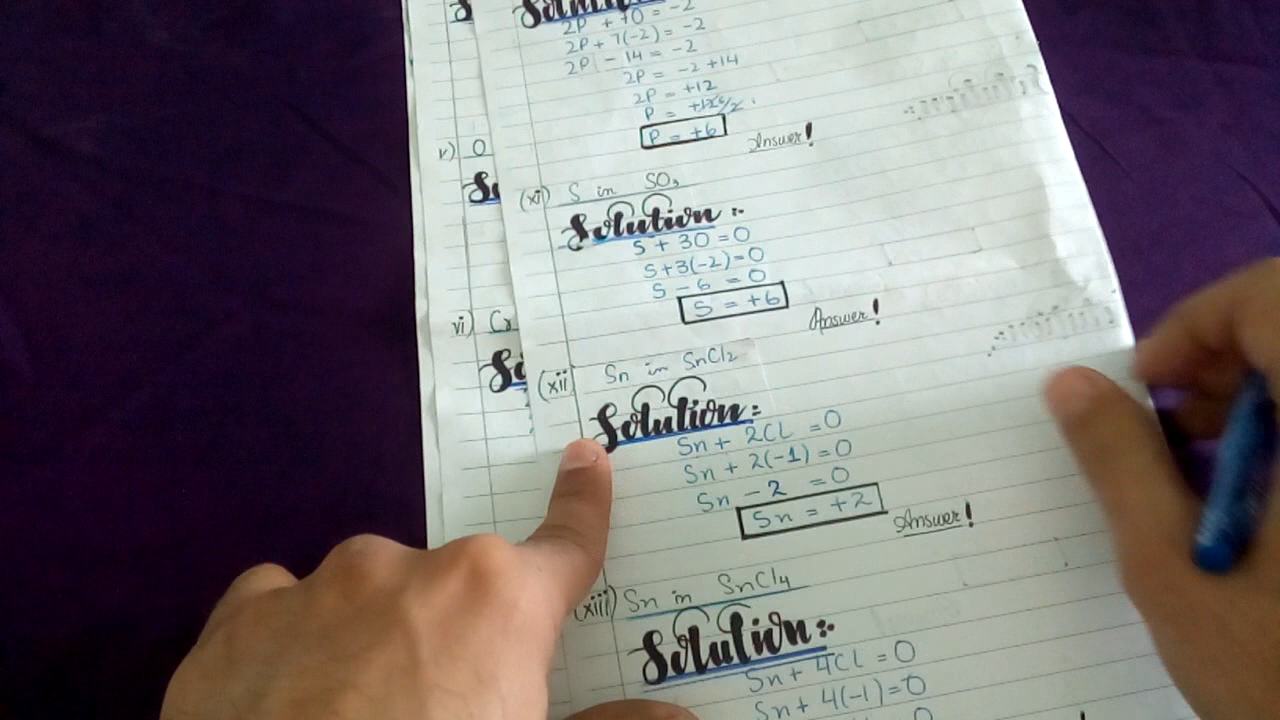 Solution
2P + 7O = -2
2P + 7(-2) = -2
2P - 14 = -2
2P = -2 + 14
2P = +12
P = +12/2
P = +6
Answer!
v) O
(xi) S in SO₃
Solution:-
S + 3O = 0
S + 3(-2) = 0
S - 6 = 0
S = +6
Answer!
vi) Cr
(xii) Sn in SnCl₂
Solution:-
Sn + 2Cl = 0
Sn + 2(-1) = 0
Sn - 2 = 0
Sn = +2
Answer!
(xiii) Sn in SnCl₄
Solution:-
Sn + 4Cl = 0
Sn + 4(-1) = 0